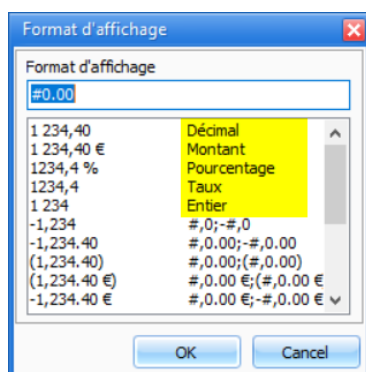 Format d'affichage
Format d'affichage
#0.00
1 234,40 Décimal
1 234,40 € Montant
1234,4 % Pourcentage
1234,4 Taux
1 234 Entier
-1,234 #,0;-#,0
-1,234.40 #,0.00;-#,0.00
(1,234.40) #,0.00;(#,0.00)
(1,234.40 €) #,0.00 €;(#,0.00 €
-1,234.40 € #,0.00 €;-#,0.00 €
OK Cancel